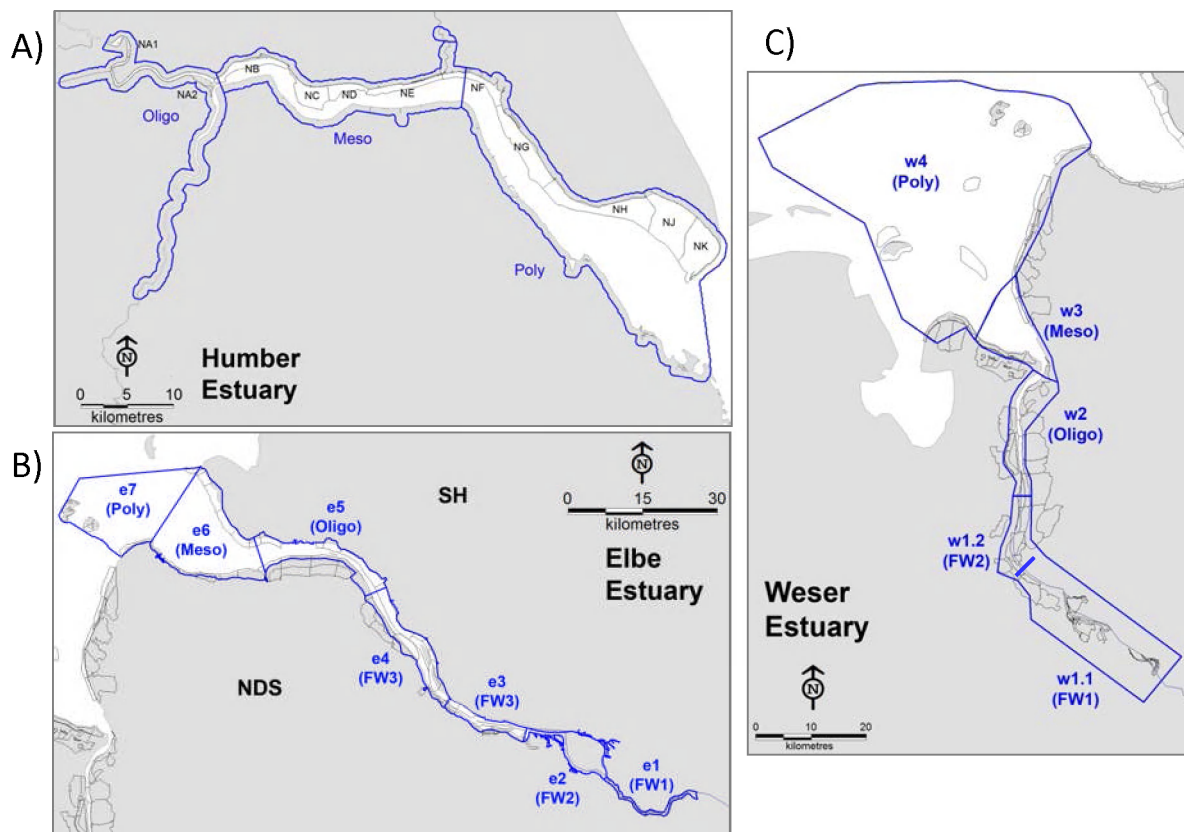 A)
NA1
NA2
Oligo
NB
NC
ND
NE
NF
Meso
NG
NH
NJ
NK
Poly
N
0 5 10
kilometres
Humber
Estuary
B)
e7
(Poly)
e6
(Meso)
e5
(Oligo)
SH
N
0 15 30
kilometres
Elbe
Estuary
e4
(FW3)
NDS
e3
(FW3)
e2
(FW2)
e1
(FW1)
C)
w4
(Poly)
w3
(Meso)
w2
(Oligo)
w1.2
(FW2)
Weser
Estuary
w1.1
(FW1)
N
0 10 20
kilometres